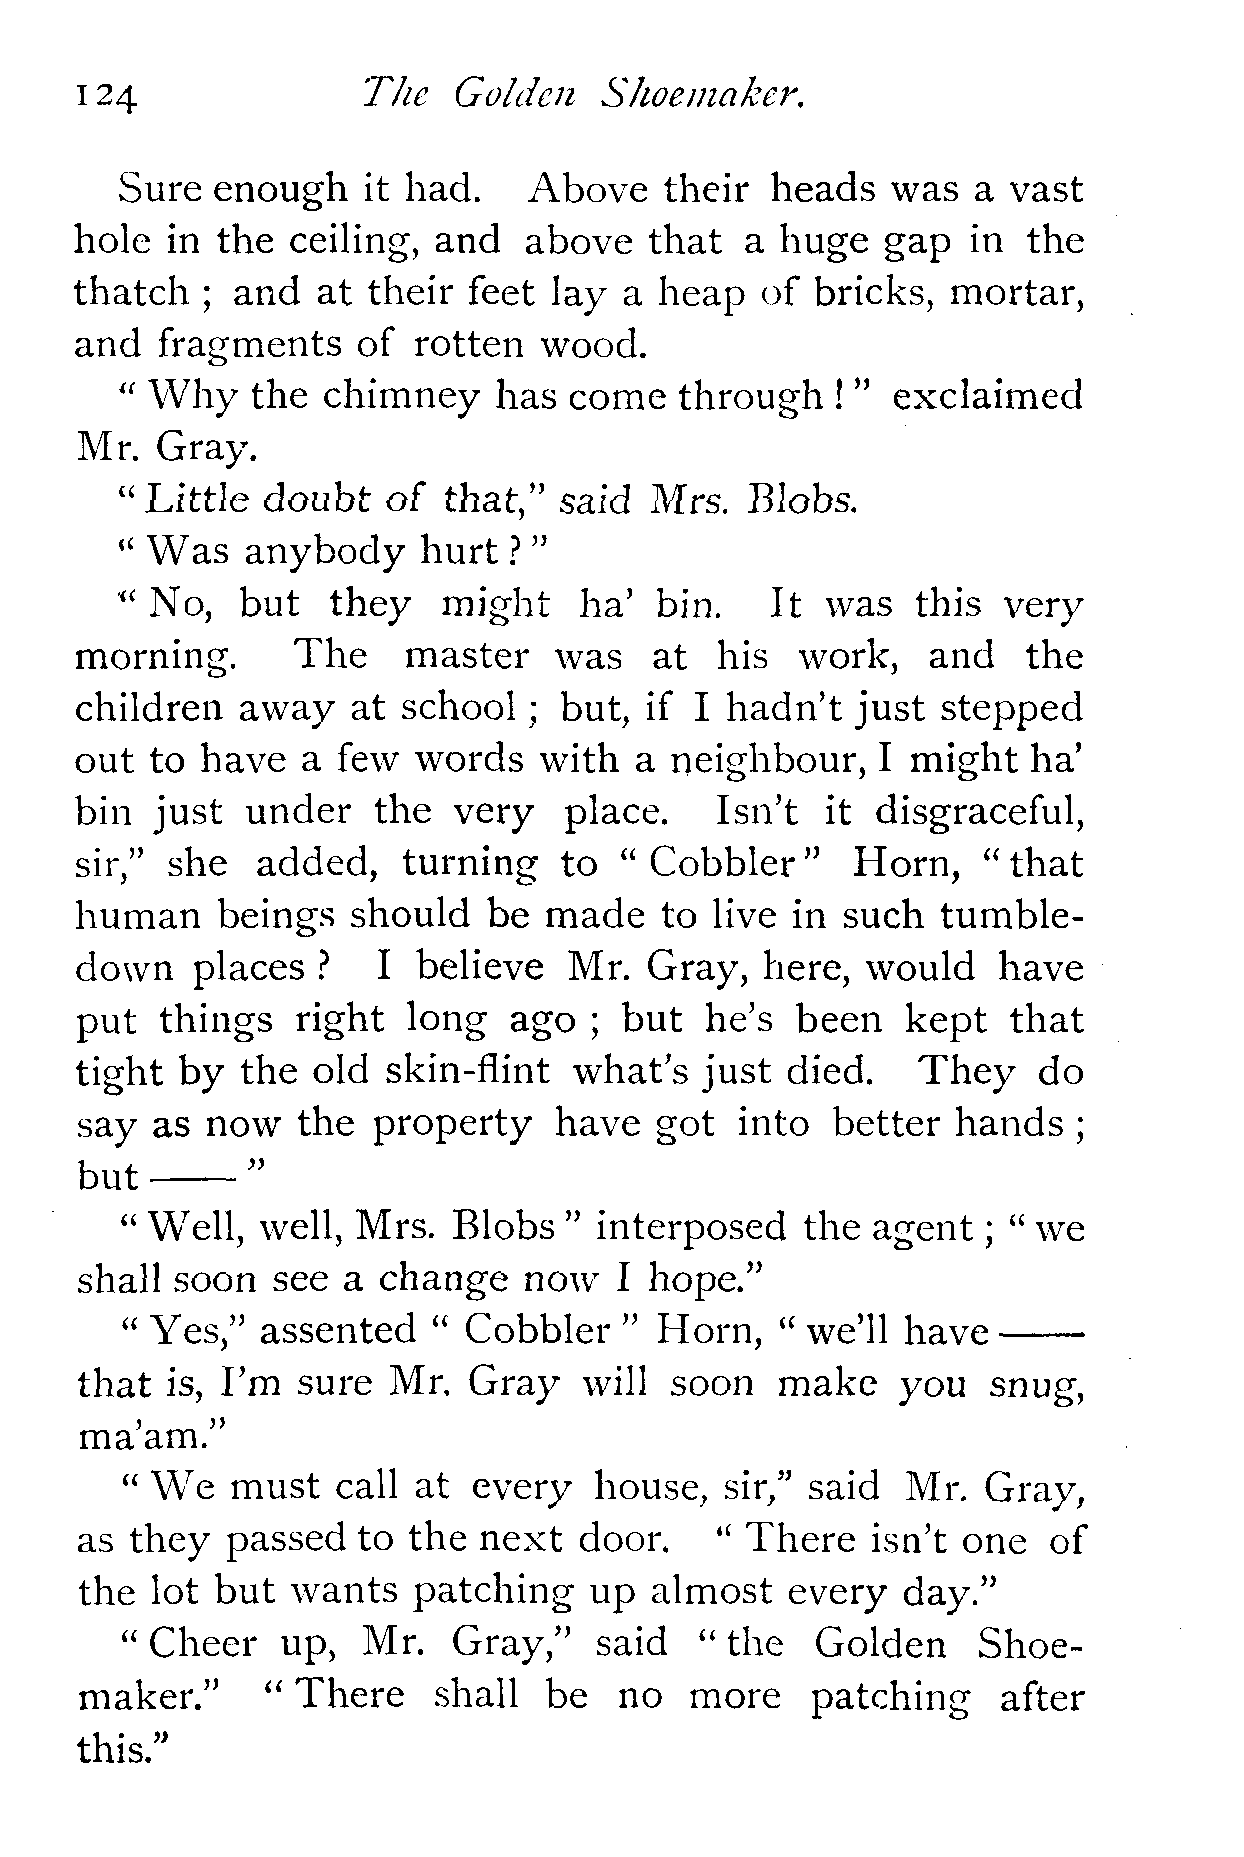 124 The Golden Shoemaker.
Sure enough it had. Above their heads was a vast
hole in the ceiling, and above that a huge gap in the
thatch ; and at their feet lay a heap of bricks, mortar,
and fragments of rotten wood.
“ Why the chimney has come through ! ” exclaimed
Mr. Gray.
“ Little doubt of that,” said Mrs. Blobs.
“ Was anybody hurt ? ”
“ No, but they might ha’ bin. It was this very
morning. The master was at his work, and the
children away at school ; but, if I hadn’t just stepped
out to have a few words with a neighbour, I might ha’
bin just under the very place. Isn’t it disgraceful,
sir,” she added, turning to “ Cobbler ” Horn, “ that
human beings should be made to live in such tumble-
down places ? I believe Mr. Gray, here, would have
put things right long ago ; but he’s been kept that
tight by the old skin-flint what’s just died. They do
say as now the property have got into better hands ;
but —— ”
“ Well, well, Mrs. Blobs ” interposed the agent ; “ we
shall soon see a change now I hope.”
“ Yes,” assented “ Cobbler ” Horn, “ we’ll have ——
that is, I’m sure Mr. Gray will soon make you snug,
ma’am.”
“ We must call at every house, sir,” said Mr. Gray,
as they passed to the next door. “ There isn’t one of
the lot but wants patching up almost every day.”
“ Cheer up, Mr. Gray,” said “ the Golden Shoe-
maker.” “ There shall be no more patching after
this.”